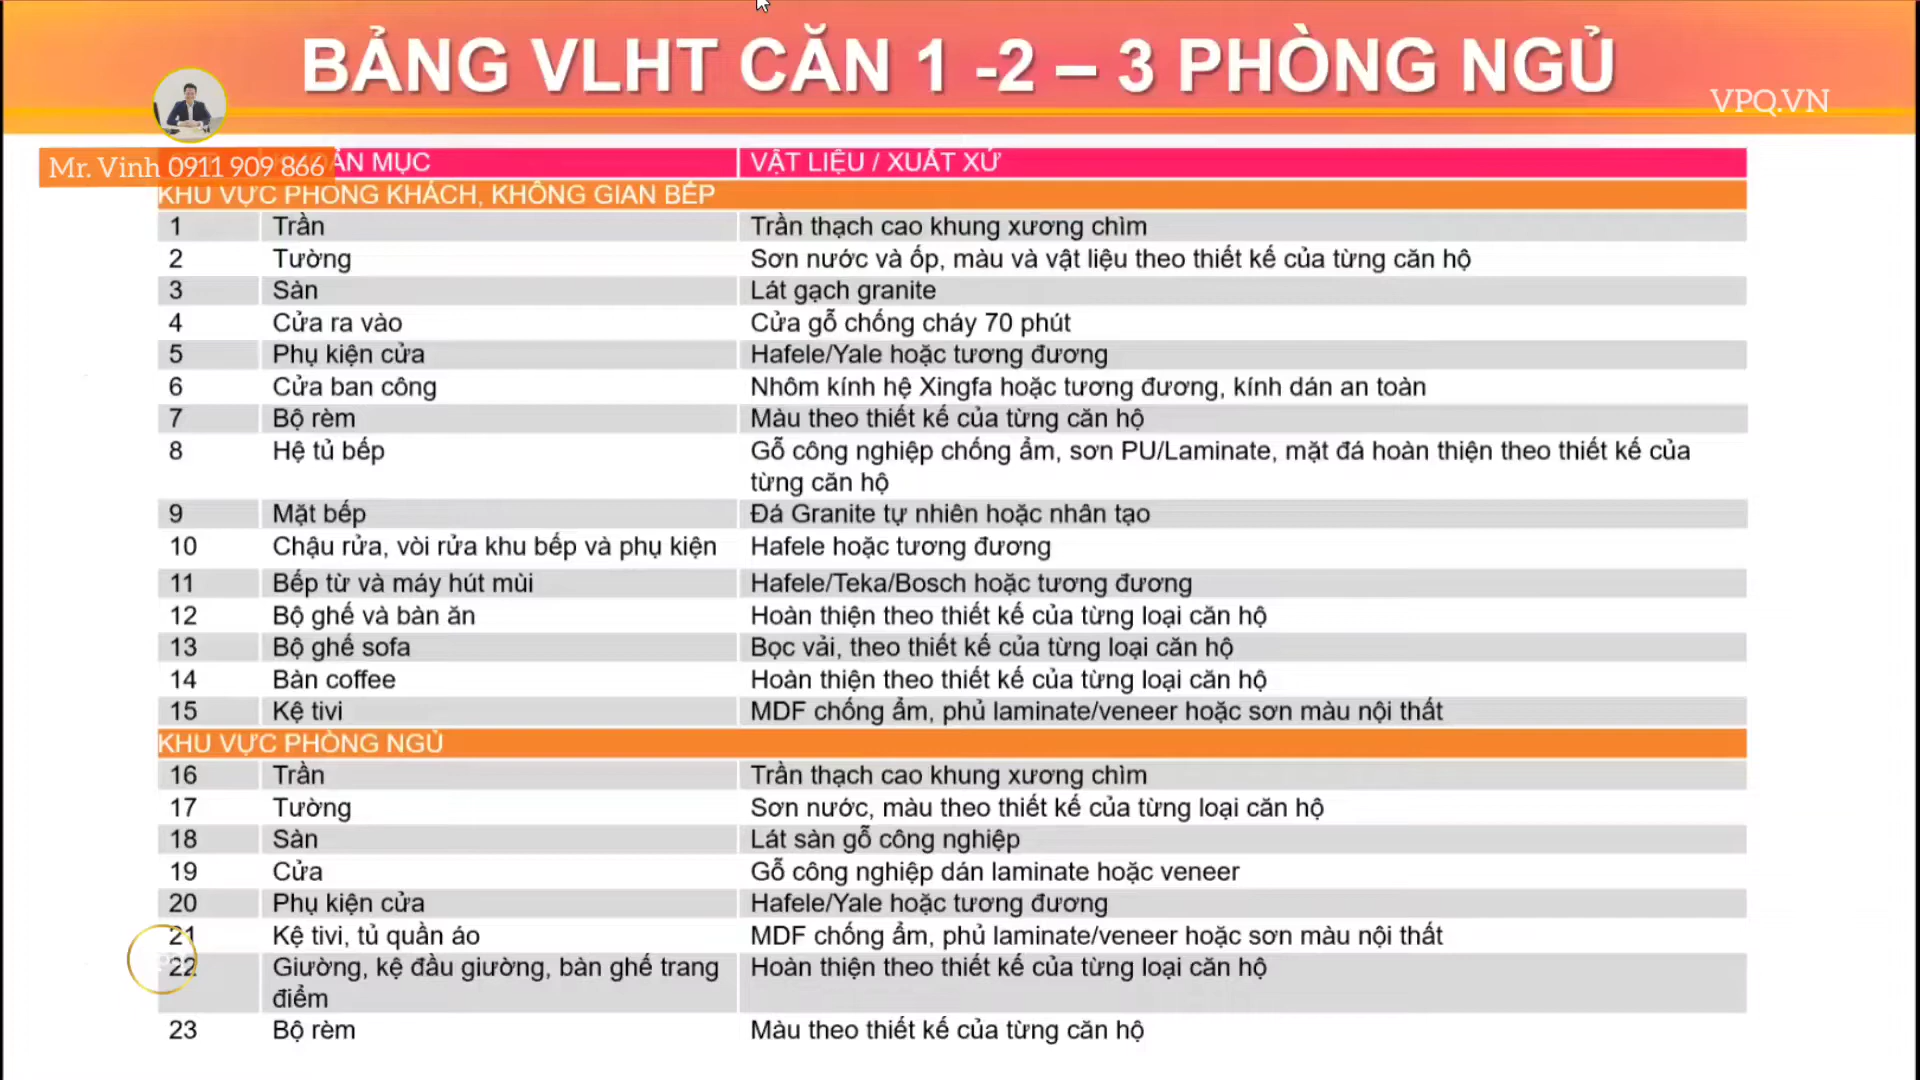 BẢNG VLHT CĂN 1 -2 – 3 PHÒNG NGỦ
VPQ.VN
Mr. Vinh 0911 909 866
MỤC VẬT LIỆU / XUẤT XỨ
KHU VỰC PHÒNG KHÁCH, KHÔNG GIAN BẾP
1 Trần Trần thạch cao khung xương chìm
2 Tường Sơn nước và ốp, màu và vật liệu theo thiết kế của từng căn hộ
3 Sàn Lát gạch granite
4 Cửa ra vào Cửa gỗ chống cháy 70 phút
5 Phụ kiện cửa Hafele/Yale hoặc tương đương
6 Cửa ban công Nhôm kính hệ Xingfa hoặc tương đương, kính dán an toàn
7 Bộ rèm Màu theo thiết kế của từng căn hộ
8 Hệ tủ bếp Gỗ công nghiệp chống ẩm, sơn PU/Laminate, mặt đá hoàn thiện theo thiết kế của
từng căn hộ
9 Mặt bếp Đá Granite tự nhiên hoặc nhân tạo
10 Chậu rửa, vòi rửa khu bếp và phụ kiện Hafele hoặc tương đương
11 Bếp từ và máy hút mùi Hafele/Teka/Bosch hoặc tương đương
12 Bộ ghế và bàn ăn Hoàn thiện theo thiết kế của từng loại căn hộ
13 Bộ ghế sofa Bọc vải, theo thiết kế của từng loại căn hộ
14 Bàn coffee Hoàn thiện theo thiết kế của từng loại căn hộ
15 Kệ tivi MDF chống ẩm, phủ laminate/veneer hoặc sơn màu nội thất
KHU VỰC PHÒNG NGỦ
16 Trần Trần thạch cao khung xương chìm
17 Tường Sơn nước, màu theo thiết kế của từng loại căn hộ
18 Sàn Lát sàn gỗ công nghiệp
19 Cửa Gỗ công nghiệp dán laminate hoặc veneer
20 Phụ kiện cửa Hafele/Yale hoặc tương đương
21 Kệ tivi, tủ quần áo MDF chống ẩm, phủ laminate/veneer hoặc sơn màu nội thất
22 Giường, kệ đầu giường, bàn ghế trang Hoàn thiện theo thiết kế của từng loại căn hộ
điểm
23 Bộ rèm Màu theo thiết kế của từng căn hộ